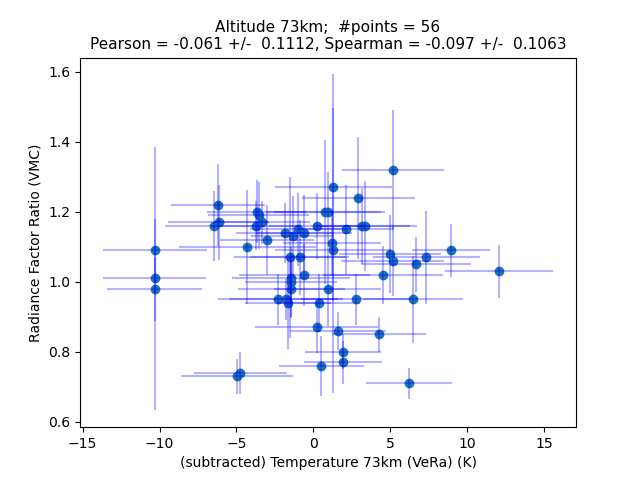 Altitude 73km;  #points = 56
Pearson = -0.061 +/-  0.1112, Spearman = -0.097 +/-  0.1063
Radiance Factor Ratio (VMC)
1.6
1.4
1.2
1.0
0.8
0.6
−15 −10 −5 0 5 10 15
(subtracted) Temperature 73km (VeRa) (K)